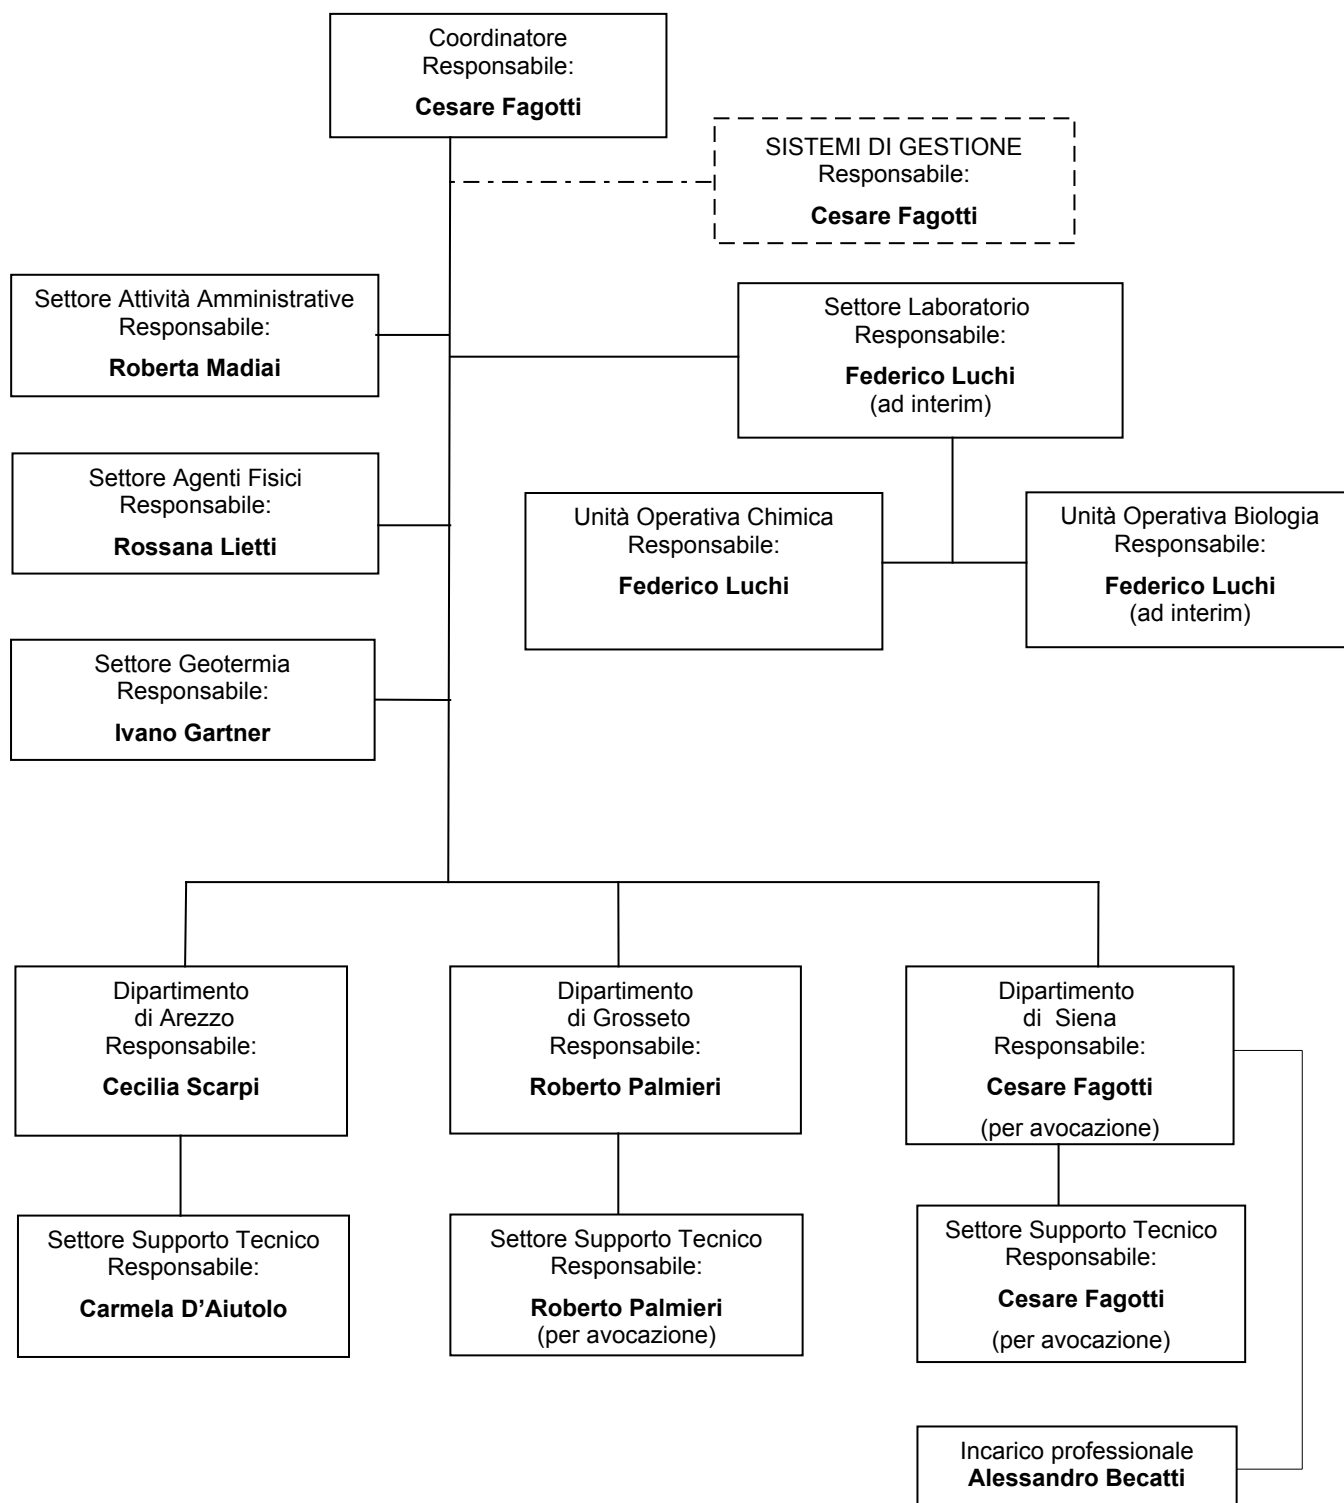 Coordinatore
Responsabile:
Cesare Fagotti
SISTEMI DI GESTIONE
Responsabile:
Cesare Fagotti
Settore Attività Amministrative
Responsabile:
Roberta Madiai
Settore Laboratorio
Responsabile:
Federico Luchi
(ad interim)
Settore Agenti Fisici
Responsabile:
Rossana Lietti
Unità Operativa Chimica
Responsabile:
Federico Luchi
Unità Operativa Biologia
Responsabile:
Federico Luchi
(ad interim)
Settore Geotermia
Responsabile:
Ivano Gartner
Dipartimento
di Arezzo
Responsabile:
Cecilia Scarpi
Dipartimento
di Grosseto
Responsabile:
Roberto Palmieri
Dipartimento
di Siena
Responsabile:
Cesare Fagotti
(per avocazione)
Settore Supporto Tecnico
Responsabile:
Carmela D’Aiutolo
Settore Supporto Tecnico
Responsabile:
Roberto Palmieri
(per avocazione)
Settore Supporto Tecnico
Responsabile:
Cesare Fagotti
(per avocazione)
Incarico professionale
Alessandro Becatti